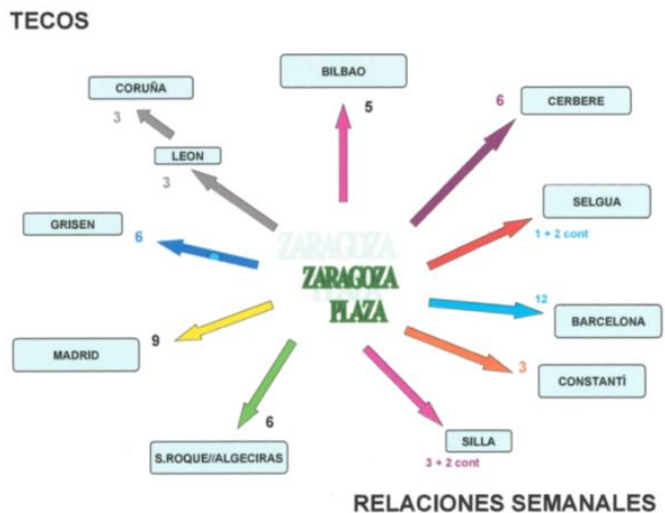 TECOS
BILBAO
5
CORUÑA
3
LEON
3
6
CERBERE
SELGUA
1 + 2 cont
GRISEN
6
ZARAGOZA
ZARAGOZA
PLAZA
12
BARCELONA
MADRID
9
3
CONSTANTÌ
6
S.ROQUE//ALGECIRAS
SILLA
3 + 2 cont
RELACIONES SEMANALES